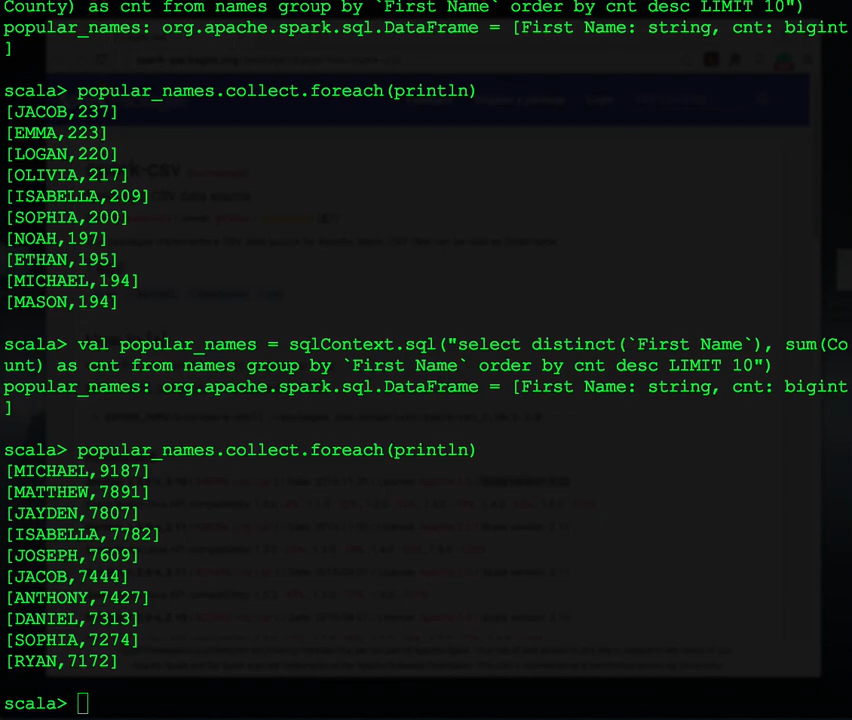 County) as cnt from names group by `First Name` order by cnt desc LIMIT 10")
popular_names: org.apache.spark.sql.DataFrame = [First Name: string, cnt: bigint
]
scala> popular_names.collect.foreach(println)
[JACOB,237]
[EMMA,223]
[LOGAN,220]
[OLIVIA,217]
[ISABELLA,209]
[SOPHIA,200]
[NOAH,197]
[ETHAN,195]
[MICHAEL,194]
[MASON,194]
scala> val popular_names = sqlContext.sql("select distinct(`First Name`), sum(Co
unt) as cnt from names group by `First Name` order by cnt desc LIMIT 10")
popular_names: org.apache.spark.sql.DataFrame = [First Name: string, cnt: bigint
]
scala> popular_names.collect.foreach(println)
[MICHAEL,9187]
[MATTHEW,7891]
[JAYDEN,7807]
[ISABELLA,7782]
[JOSEPH,7609]
[JACOB,7444]
[ANTHONY,7427]
[DANIEL,7313]
[SOPHIA,7274]
[RYAN,7172]
scala>